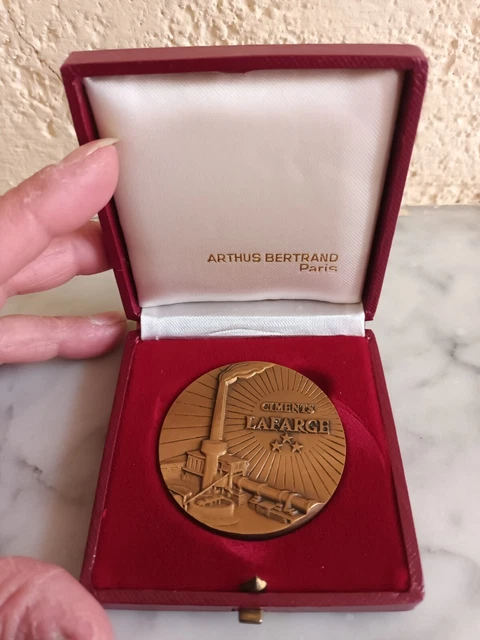 ARTHUS BERTRAND
Paris
CIMENTS
LAFARGE